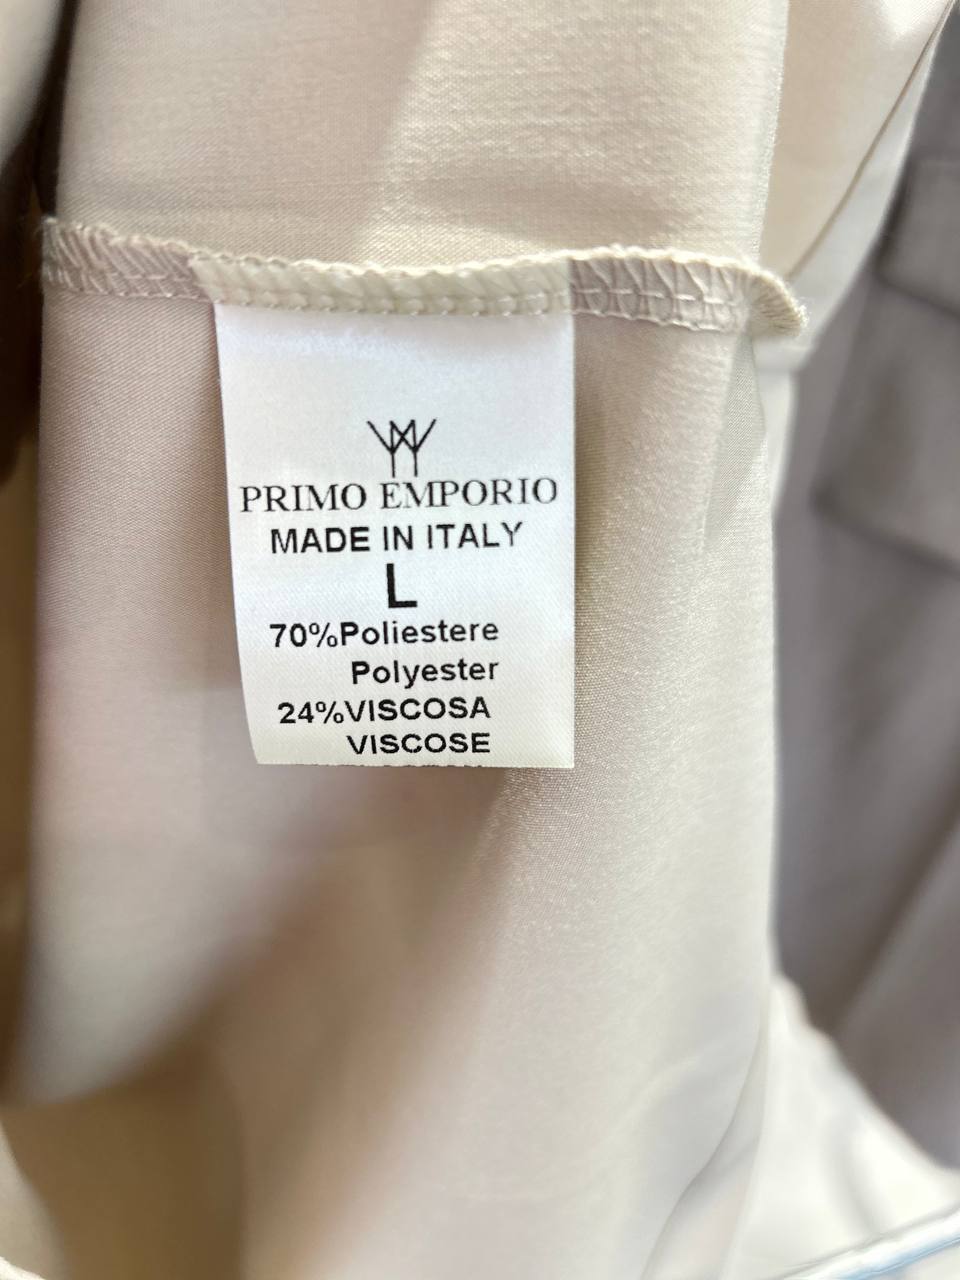 PRIMO EMPORIO
MADE IN ITALY
L
70%Poliestere
Polyester
24%VISCOSA
VISCOSE